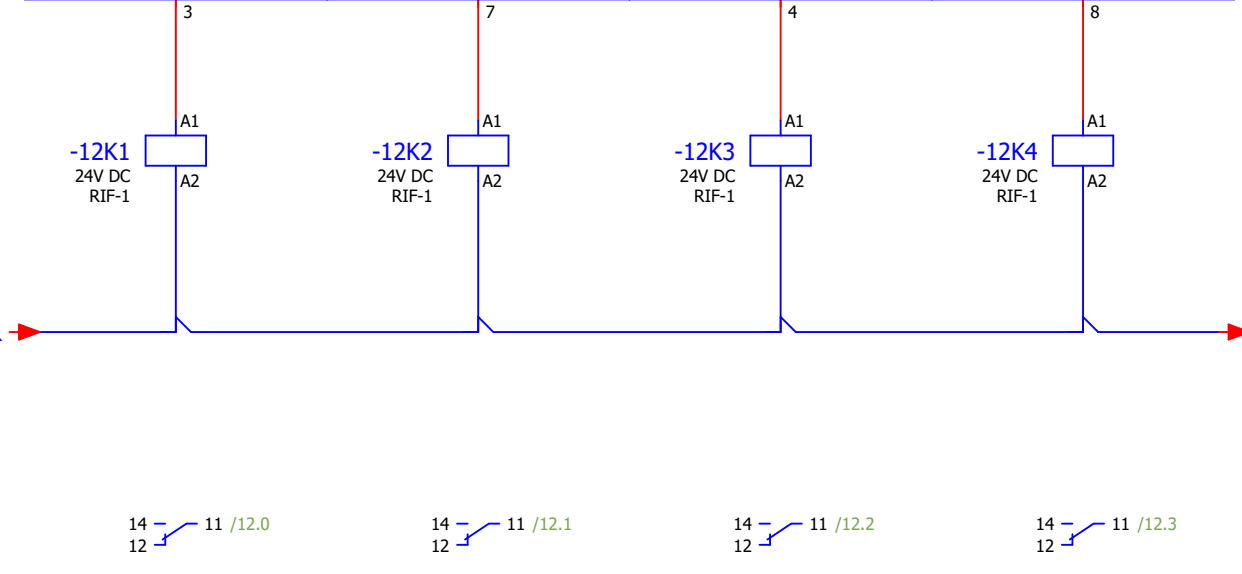 3 7 4 8
A1 A1 A1 A1
-12K1 -12K2 -12K3 -12K4
24V DC A2 24V DC A2 24V DC A2 24V DC A2
RIF-1 RIF-1 RIF-1 RIF-1
14 11 /12.0 14 11 /12.1 14 11 /12.2 14 11 /12.3
12 12 12 12